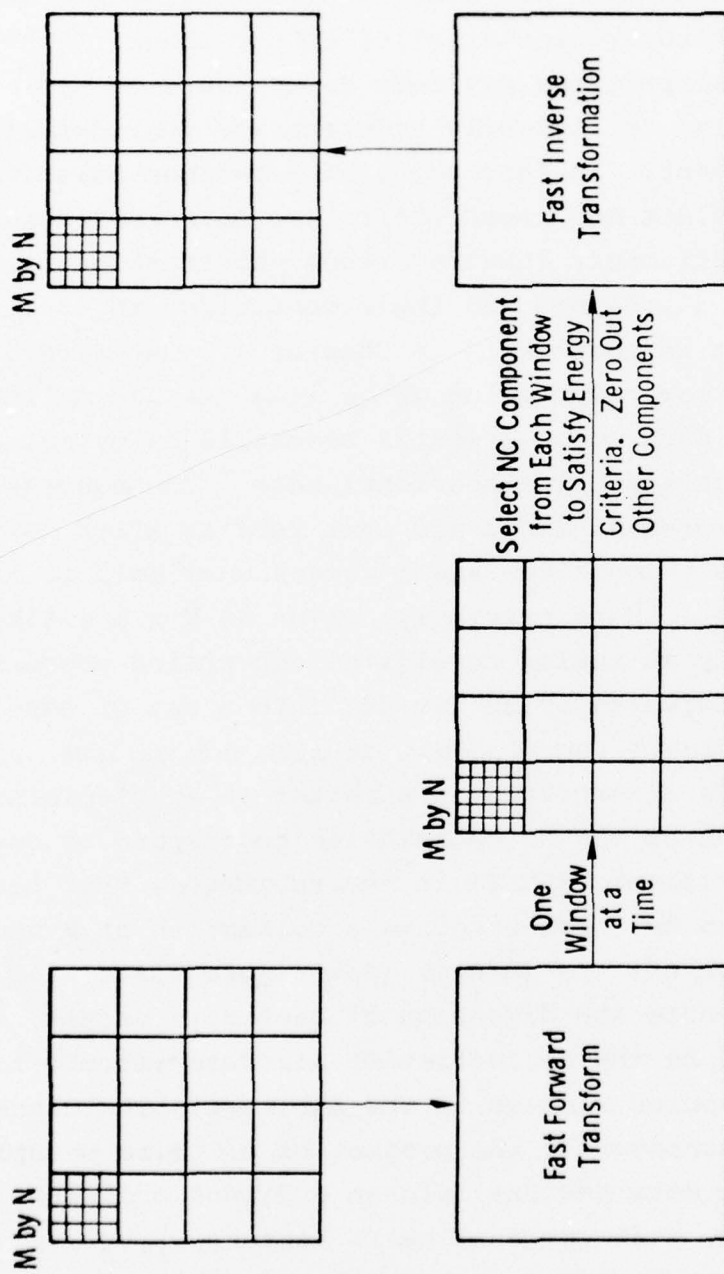 M by N
Fast Forward
Transform
One
Window
at a
Time
M by N
Select NC Component
from Each Window
to Satisfy Energy
Criteria. Zero Out
Other Components
Fast Inverse
Transformation
M by N